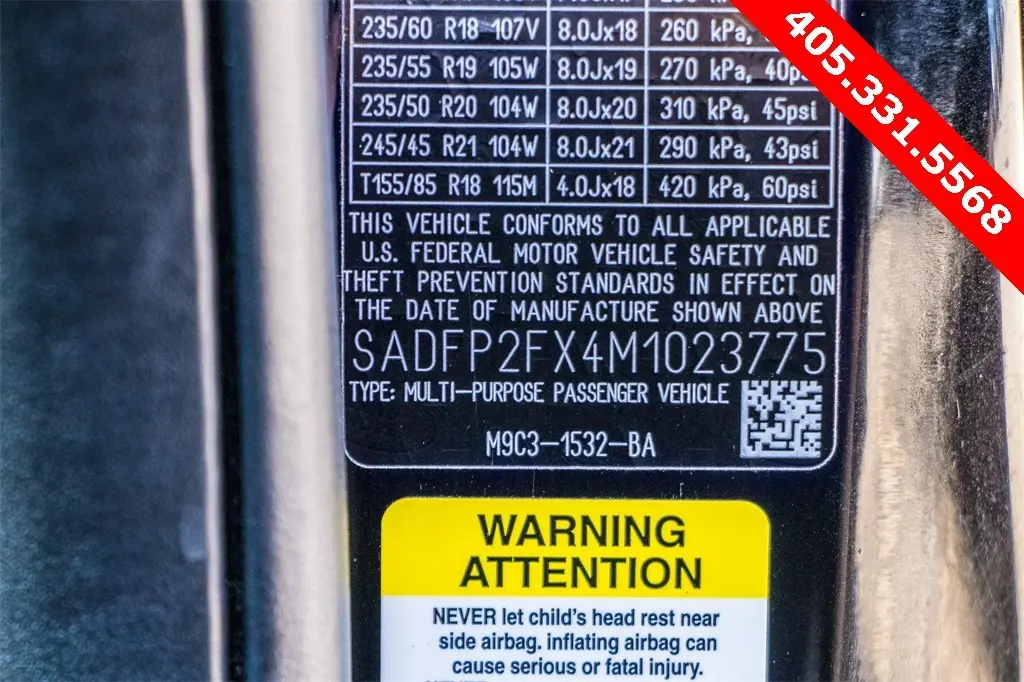 405.331.5568
235/60 R18 107V 8.0Jx18 260 kPa,
235/55 R19 105W 8.0Jx19 270 kPa,
235/50 R20 104W 8.0Jx20 310 kPa, 45psi
245/45 R21 104W 8.0Jx21 290 kPa, 43psi
T155/85 R18 115M 4.0Jx18 420 kPa, 60psi
THIS VEHICLE CONFORMS TO ALL APPLICABLE
U.S. FEDERAL MOTOR VEHICLE SAFETY AND
THEFT PREVENTION STANDARDS IN EFFECT ON
THE DATE OF MANUFACTURE SHOWN ABOVE
SADFP2FX4M1023775
TYPE: MULTI-PURPOSE PASSENGER VEHICLE
M9C3-1532-BA
WARNING
ATTENTION
NEVER let child's head rest near
side airbag. inflating airbag can
cause serious or fatal injury.